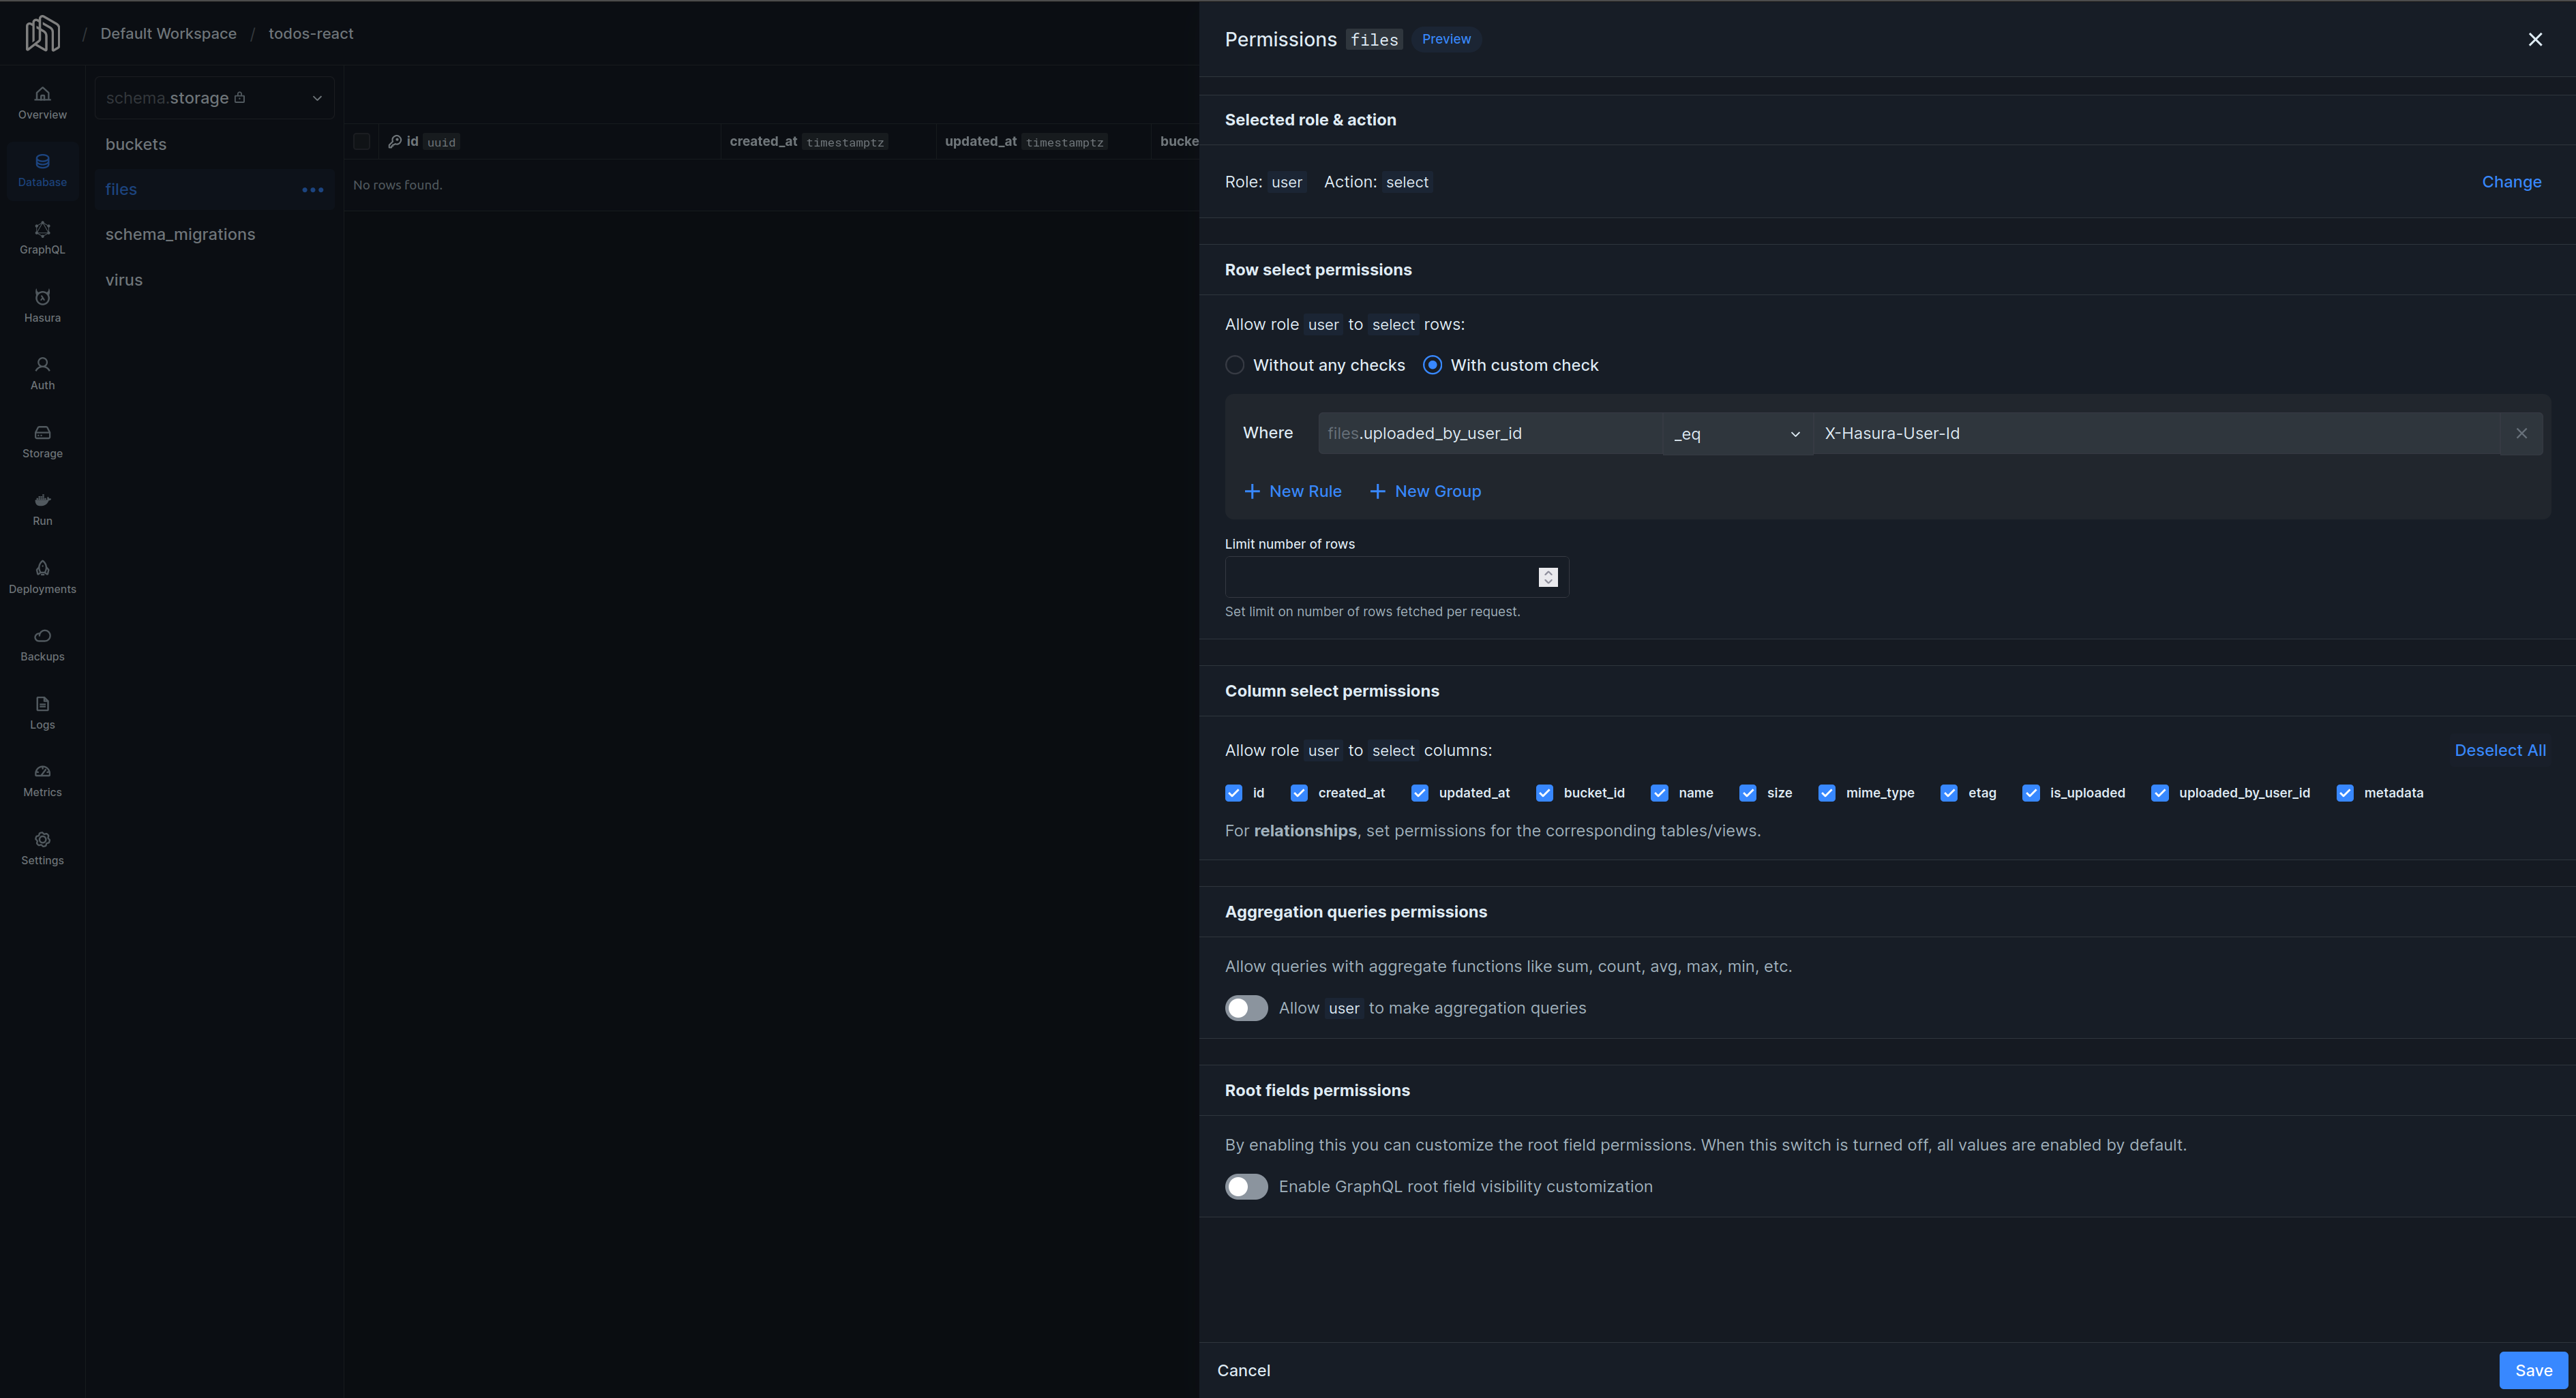 / Default Workspace / todos-react
Overview
Database
GraphQL
Hasura
Auth
Storage
Run
Deployments
Backups
Logs
Metrics
Settings
schema.storage
buckets
files
schema_migrations
virus
id uuid created_at timestamptz updated_at timestamptz bucke
No rows found.
Permissions files Preview
Selected role & action
Role: user Action: select Change
Row select permissions
Allow role user to select rows:
Without any checks With custom check
Where files.uploaded_by_user_id _eq X-Hasura-User-Id
New Rule New Group
Limit number of rows
Set limit on number of rows fetched per request.
Column select permissions
Allow role user to select columns: Deselect All
id created_at updated_at bucket_id name size mime_type etag is_uploaded uploaded_by_user_id metadata
For relationships, set permissions for the corresponding tables/views.
Aggregation queries permissions
Allow queries with aggregate functions like sum, count, avg, max, min, etc.
Allow user to make aggregation queries
Root fields permissions
By enabling this you can customize the root field permissions. When this switch is turned off, all values are enabled by default.
Enable GraphQL root field visibility customization
Cancel Save